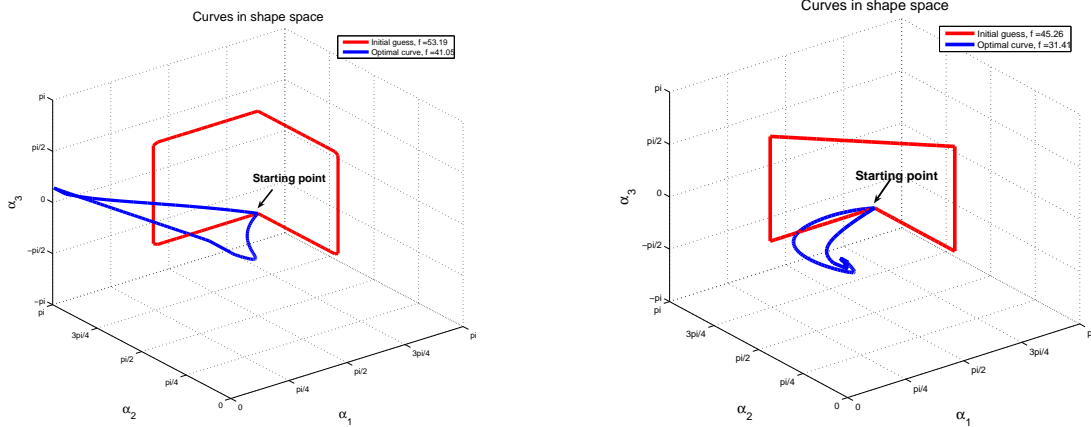 Curves in shape space
Initial guess, f =53.19
Optimal curve, f =41.05
Starting point
α3
pi
pi/2
0
−pi/2
−pi
pi
3pi/4
pi/2
pi/4
0
0
pi/4
pi/2
3pi/4
pi
α2
α1
Curves in shape space
Initial guess, f =45.26
Optimal curve, f =31.41
Starting point
α3
pi
pi/2
0
−pi/2
−pi
pi
3pi/4
pi/2
pi/4
0
0
pi/4
pi/2
3pi/4
p
α2
α1